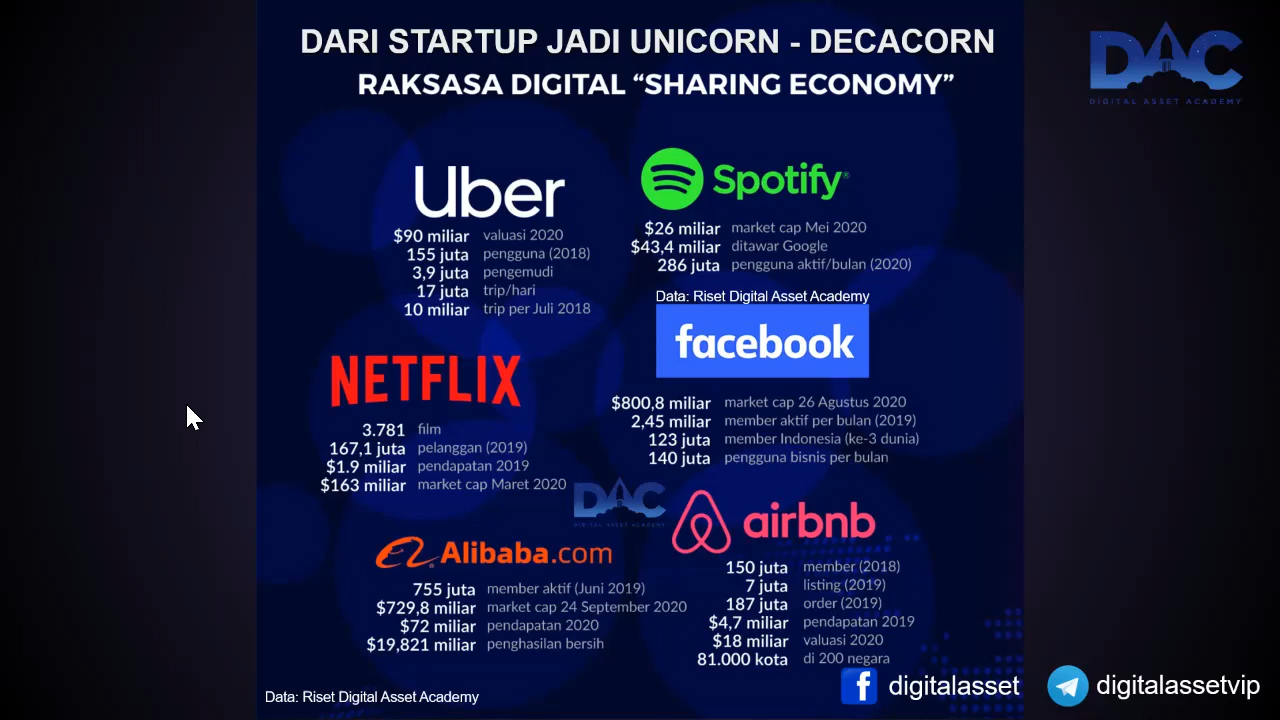 DARI STARTUP JADI UNICORN - DECACORN
RAKSASA DIGITAL “SHARING ECONOMY”
DAC
DIGITAL ASSET ACADEMY
Uber
$90 miliar valuasi 2020
155 juta pengguna (2018)
3,9 juta pengemudi
17 juta trip/hari
10 miliar trip per Juli 2018
Spotify®
$26 miliar market cap Mei 2020
$43,4 miliar ditawar Google
286 juta pengguna aktif/bulan (2020)
Data: Riset Digital Asset Academy
facebook
$800,8 miliar market cap 26 Agustus 2020
2,45 miliar member aktif per bulan (2019)
123 juta member Indonesia (ke-3 dunia)
140 juta pengguna bisnis per bulan
NETFLIX
3.781 film
167,1 juta pelanggan (2019)
$1.9 miliar pendapatan 2019
$163 miliar market cap Maret 2020
DAC
DIGITAL ASSET ACADEMY
Alibaba.com
755 juta member aktif (Juni 2019)
$729,8 miliar market cap 24 September 2020
$72 miliar pendapatan 2020
$19,821 miliar penghasilan bersih
airbnb
150 juta member (2018)
7 juta listing (2019)
187 juta order (2019)
$4,7 miliar pendapatan 2019
$18 miliar valuasi 2020
81.000 kota di 200 negara
Data: Riset Digital Asset Academy
f digitalasset
digitalassetvip